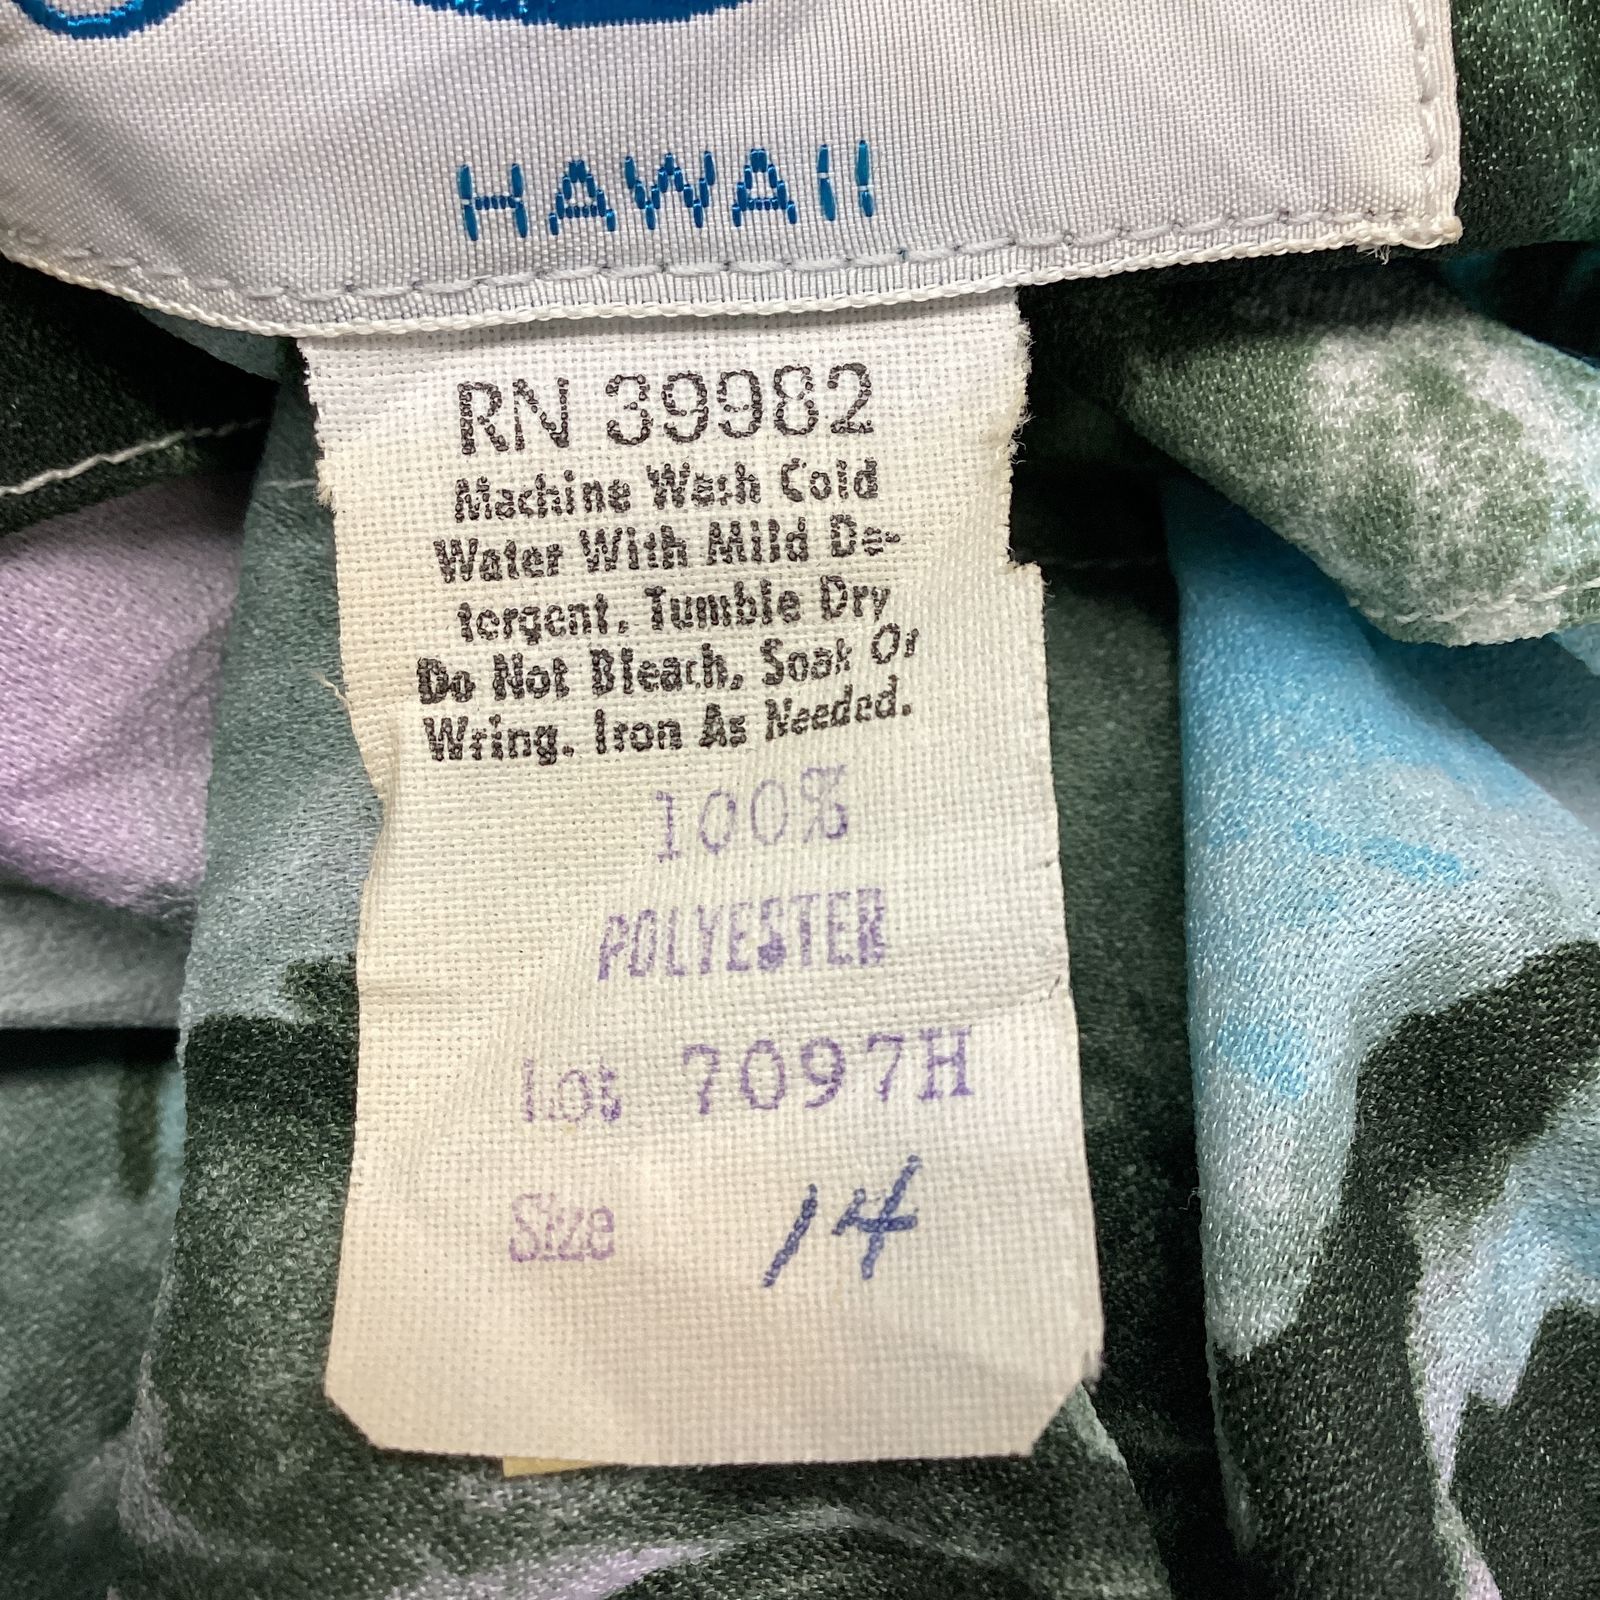 HAWAII
RN 39982
Machine Wash Cold
Water With Mild De-
tergent. Tumble Dry
Do Not Bleach, Soak Or
Wring. Iron As Needed.
100%
POLYESTER
Lot 7097H
Size 14